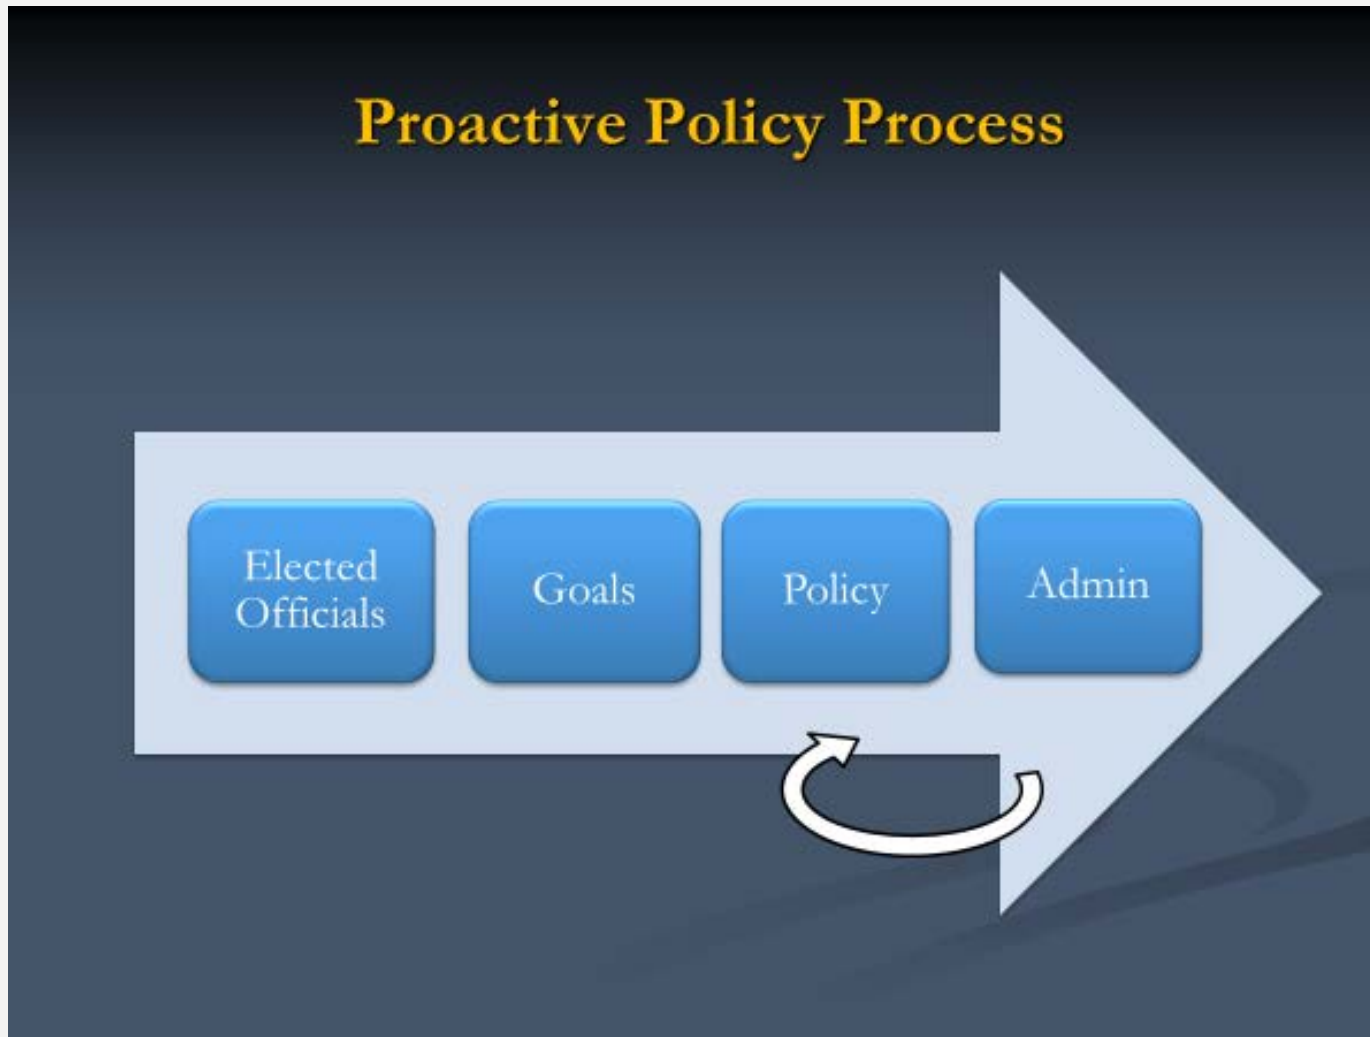 Proactive Policy Process
Elected
Officials
Goals
Policy
Admin